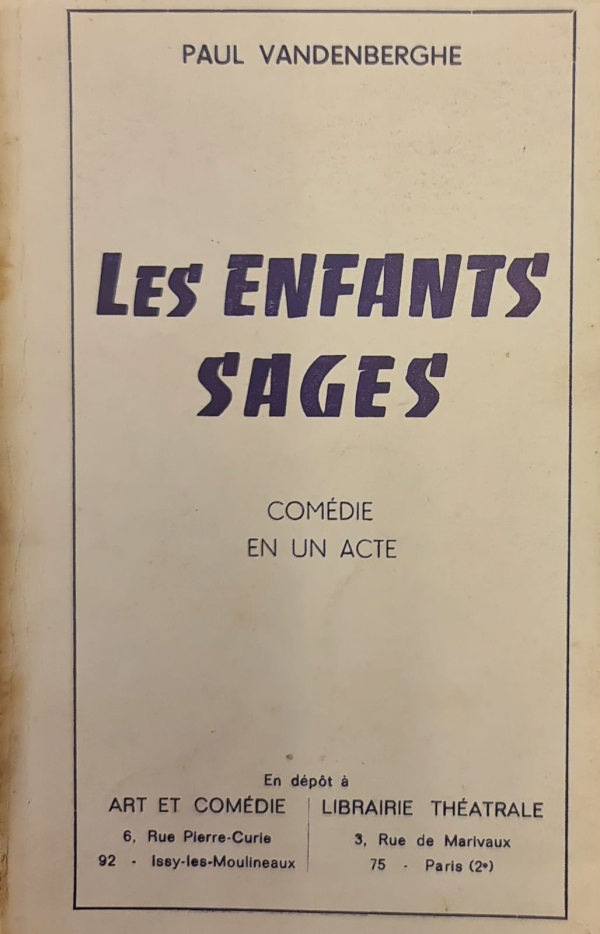 PAUL VANDENBERGHE
LES ENFANTS
SAGES
COMÉDIE
EN UN ACTE
En dépôt à
ART ET COMÉDIE
6, Rue Pierre-Curie
92 - Issy-les-Moulineaux
LIBRAIRIE THÉATRALE
3, Rue de Marivaux
75 - Paris (2e)